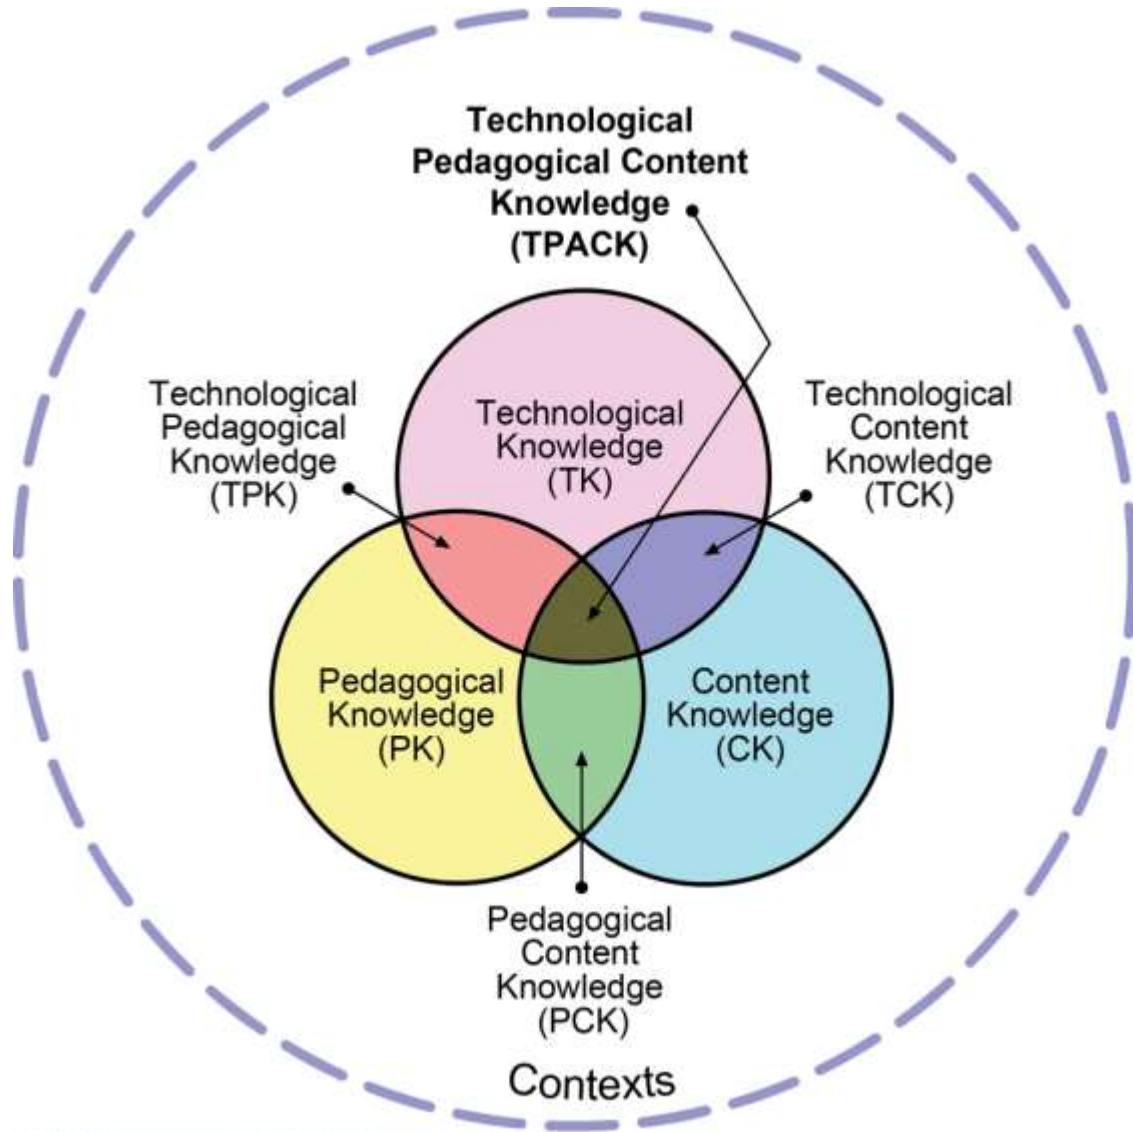 Technological
Pedagogical Content
Knowledge
(TPACK)
Technological
Pedagogical
Knowledge
(TPK)
Technological
Knowledge
(TK)
Technological
Content
Knowledge
(TCK)
Pedagogical
Knowledge
(PK)
Content
Knowledge
(CK)
Pedagogical
Content
Knowledge
(PCK)
Contexts